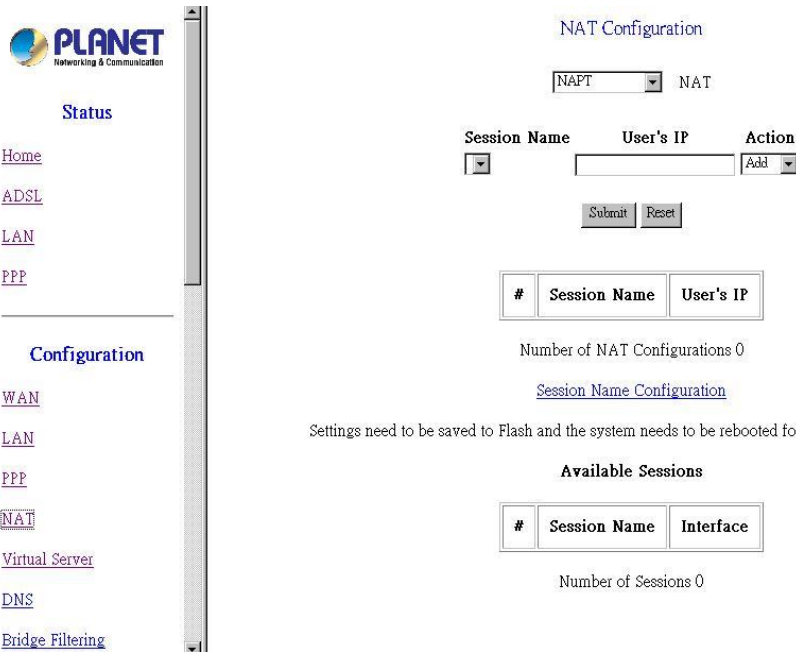 PLANET
Networking & Communication
Status
Home
ADSL
LAN
PPP
Configuration
WAN
LAN
PPP
NAT
Virtual Server
DNS
Bridge Filtering
NAT Configuration
NAPT NAT
Session Name User's IP Action
Add
Submit Reset
# Session Name User's IP
Number of NAT Configurations 0
Session Name Configuration
Settings need to be saved to Flash and the system needs to be rebooted fo
Available Sessions
# Session Name Interface
Number of Sessions 0